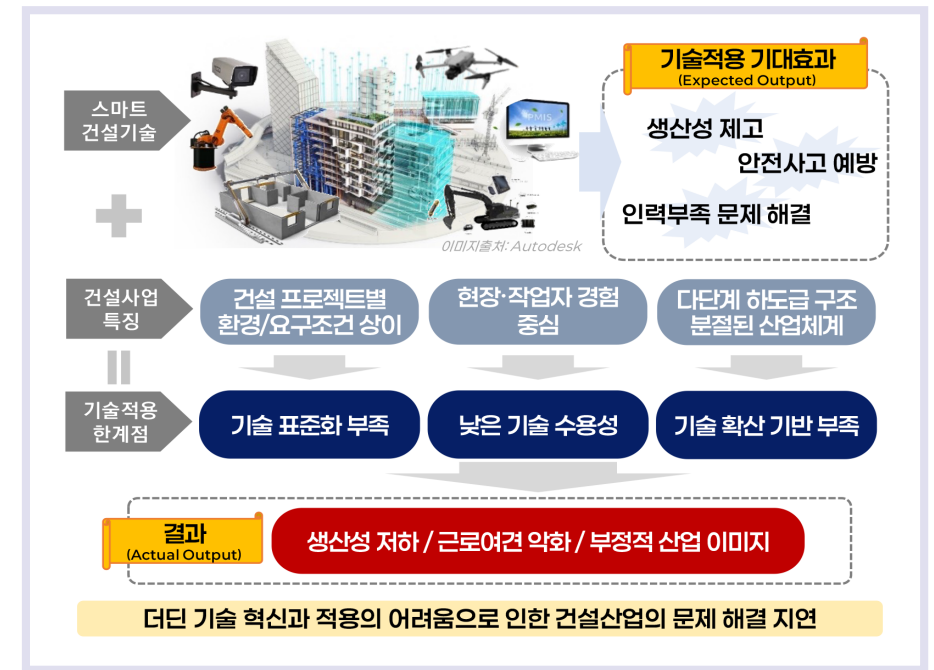 스마트
건설기술
PMIS
이미지출처: Autodesk
기술적용 기대효과
(Expected Output)
생산성 제고
안전사고 예방
인력부족 문제 해결
건설사업
특징
건설 프로젝트별
환경/요구조건 상이
현장·작업자 경험
중심
다단계 하도급 구조
분절된 산업체계
기술적용
한계점
기술 표준화 부족
낮은 기술 수용성
기술 확산 기반 부족
결과
(Actual Output)
생산성 저하 / 근로여건 악화 / 부정적 산업 이미지
더딘 기술 혁신과 적용의 어려움으로 인한 건설산업의 문제 해결 지연